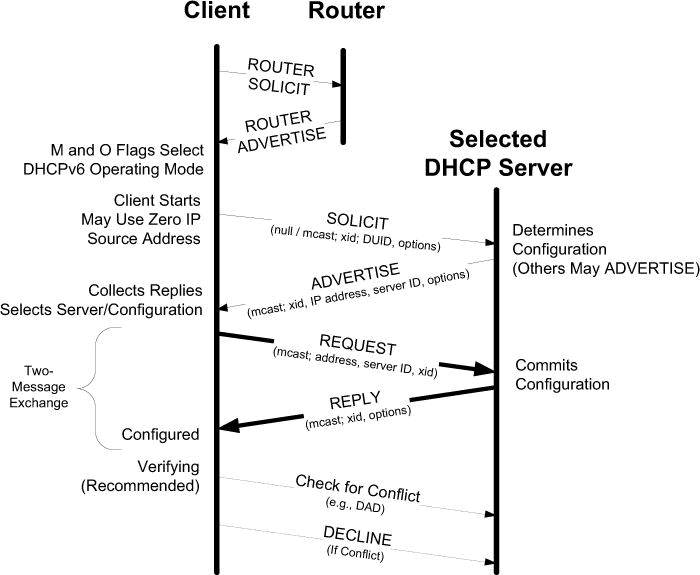 Client
Router
ROUTER
SOLICIT
ROUTER
ADVERTISE
M and O Flags Select
DHCPv6 Operating Mode
Selected
DHCP Server
Client Starts
May Use Zero IP
Source Address
SOLICIT
(null / mcast; xid; DUID, options)
Determines
Configuration
(Others May ADVERTISE)
ADVERTISE
(mcast; xid, IP address, server ID, options)
Collects Replies
Selects Server/Configuration
REQUEST
(mcast; address, server ID, xid)
Commits
Configuration
Two-
Message
Exchange
REPLY
(mcast; xid, options)
Configured
Verifying
(Recommended)
Check for Conflict
(e.g., DAD)
DECLINE
(If Conflict)